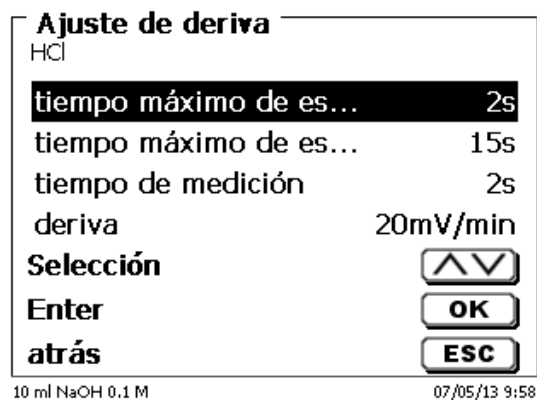 Ajuste de deriva
HCl
tiempo máximo de es... 2s
tiempo máximo de es... 15s
tiempo de medición 2s
deriva 20mV/min
Selección
Enter OK
atrás ESC
10 ml NaOH 0.1 M 07/05/13 9:58